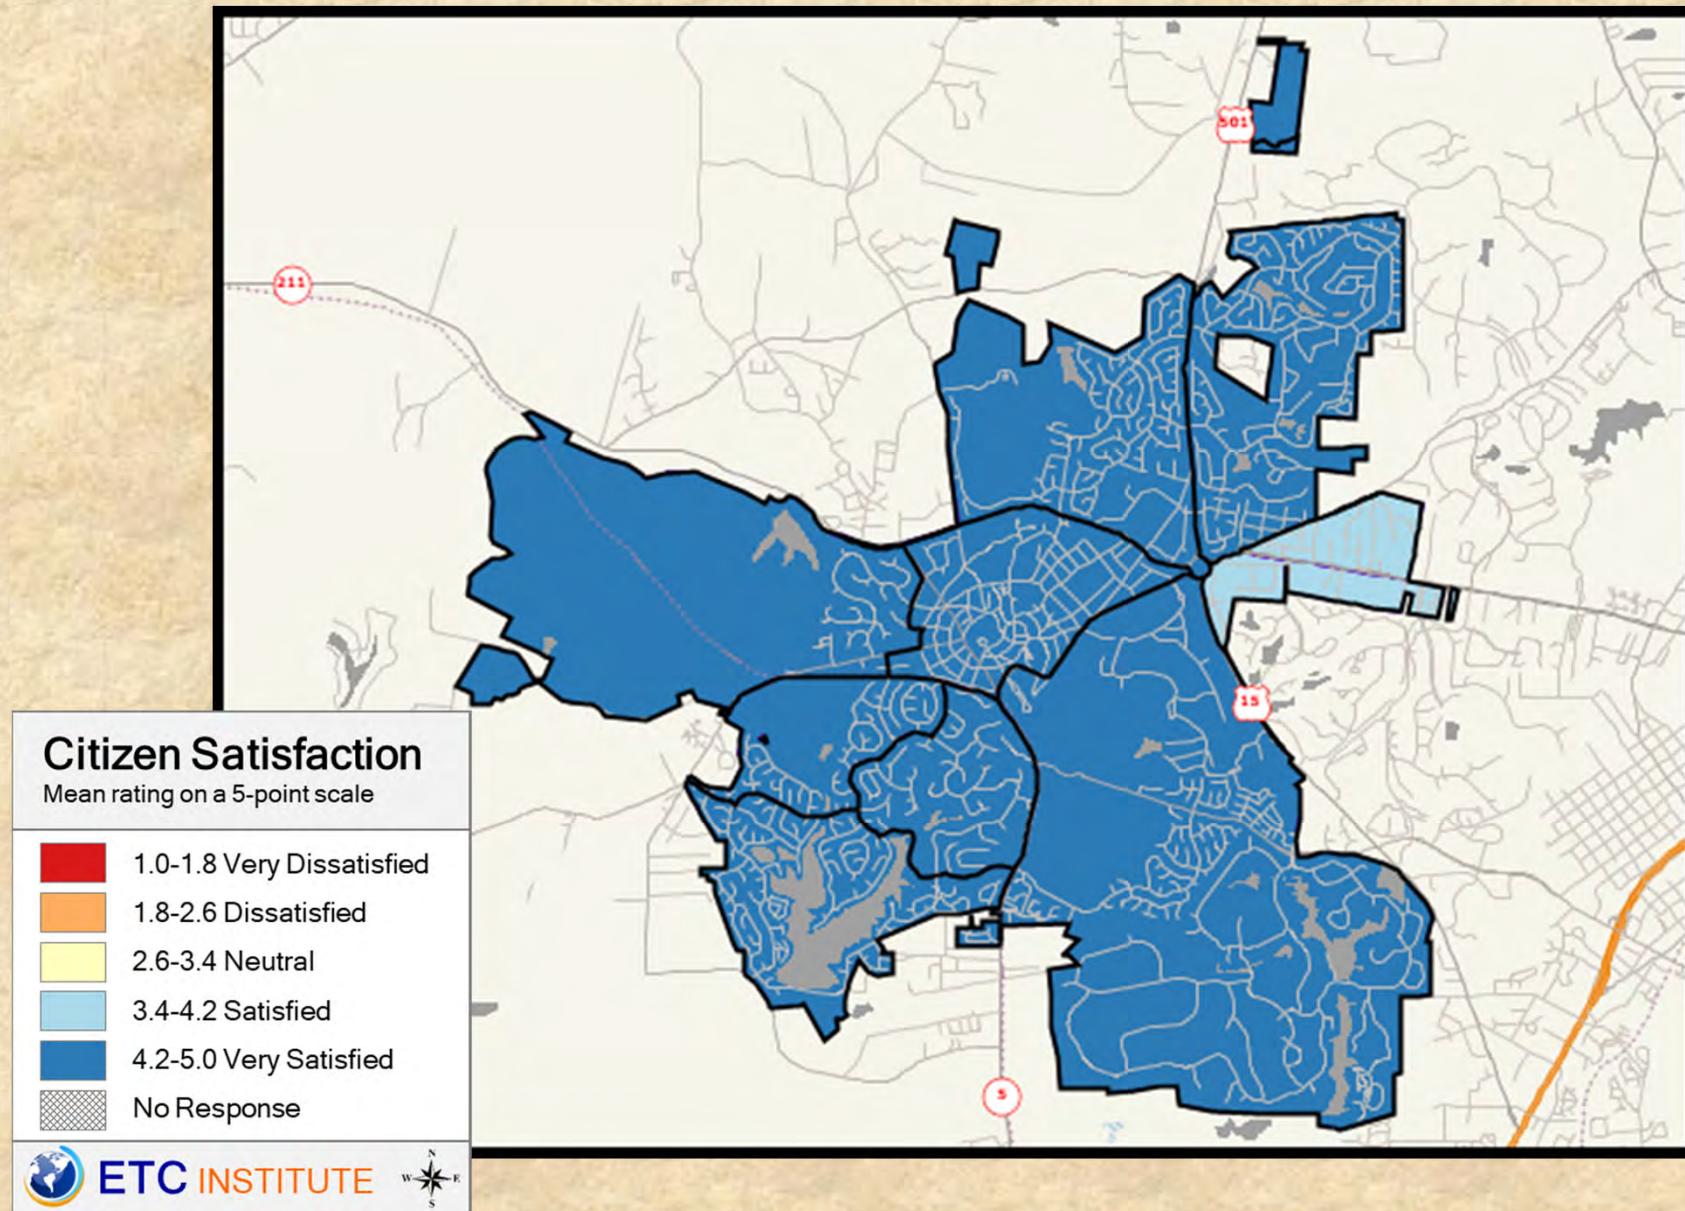 501
211
15
Citizen Satisfaction
Mean rating on a 5-point scale
1.0-1.8 Very Dissatisfied
1.8-2.6 Dissatisfied
2.6-3.4 Neutral
3.4-4.2 Satisfied
4.2-5.0 Very Satisfied
No Response
5
ETC INSTITUTE
N
W E
S